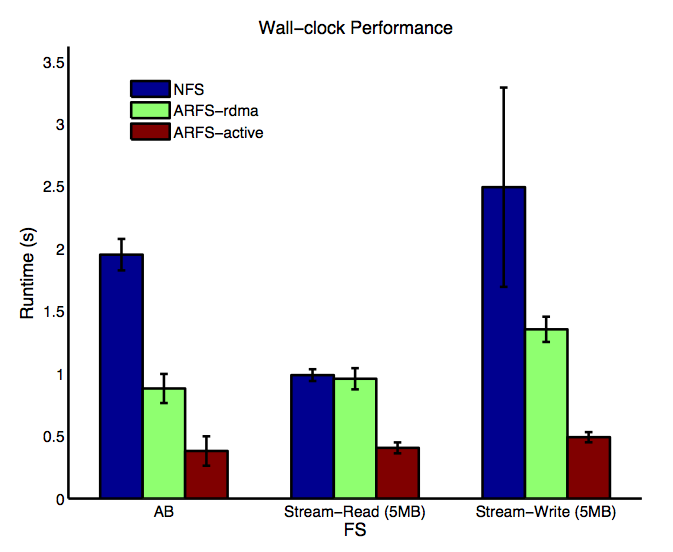 Wall−clock Performance
3.5
3
2.5
2
1.5
1
0.5
0
Runtime (s)
NFS
ARFS−rdma
ARFS−active
AB
Stream−Read (5MB)
Stream−Write (5MB)
FS